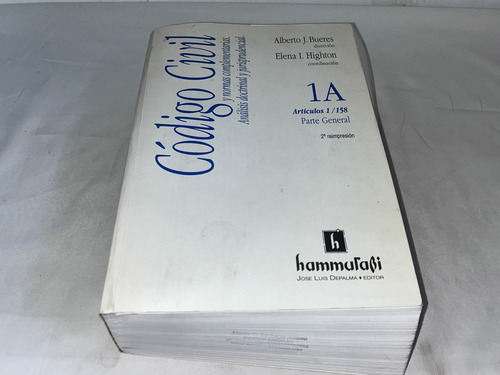 Código Civil
y normas complementarias.
Análisis doctrinal y jurisprudencial
Alberto J. Bueres
dirección
Elena I. Highton
coordinación
1A
Artículos 1 / 158
Parte General
2ª reimpresión
h
hammurabi
JOSE LUIS DEPALMA • EDITOR